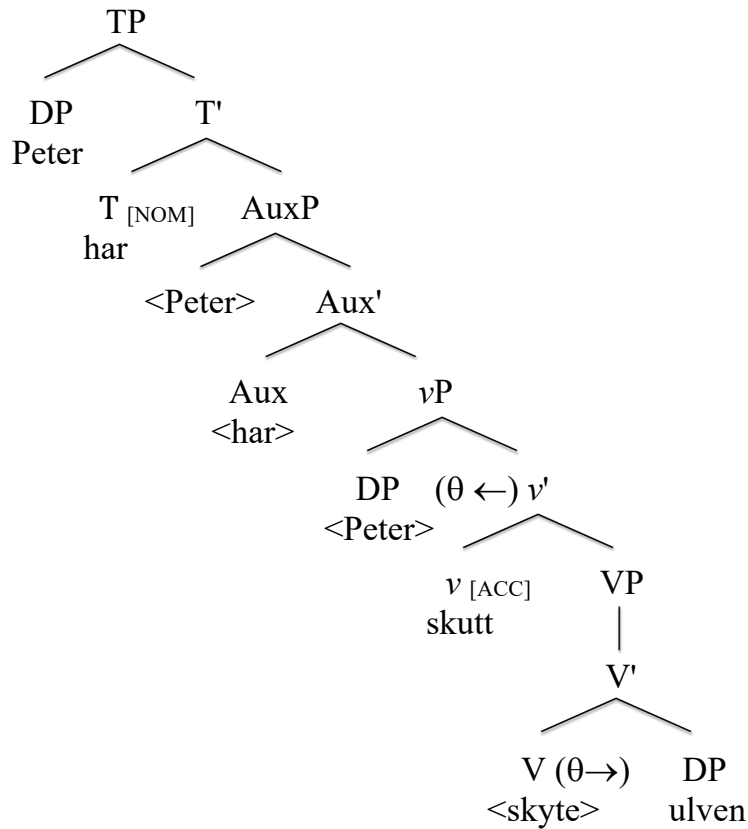 TP
DP T'
Peter
T [NOM] AuxP
har
<Peter> Aux'
Aux vP
<har>
DP (θ ←) v'
<Peter>
v [ACC] VP
skutt
V'
V (θ→) DP
<skyte> ulven